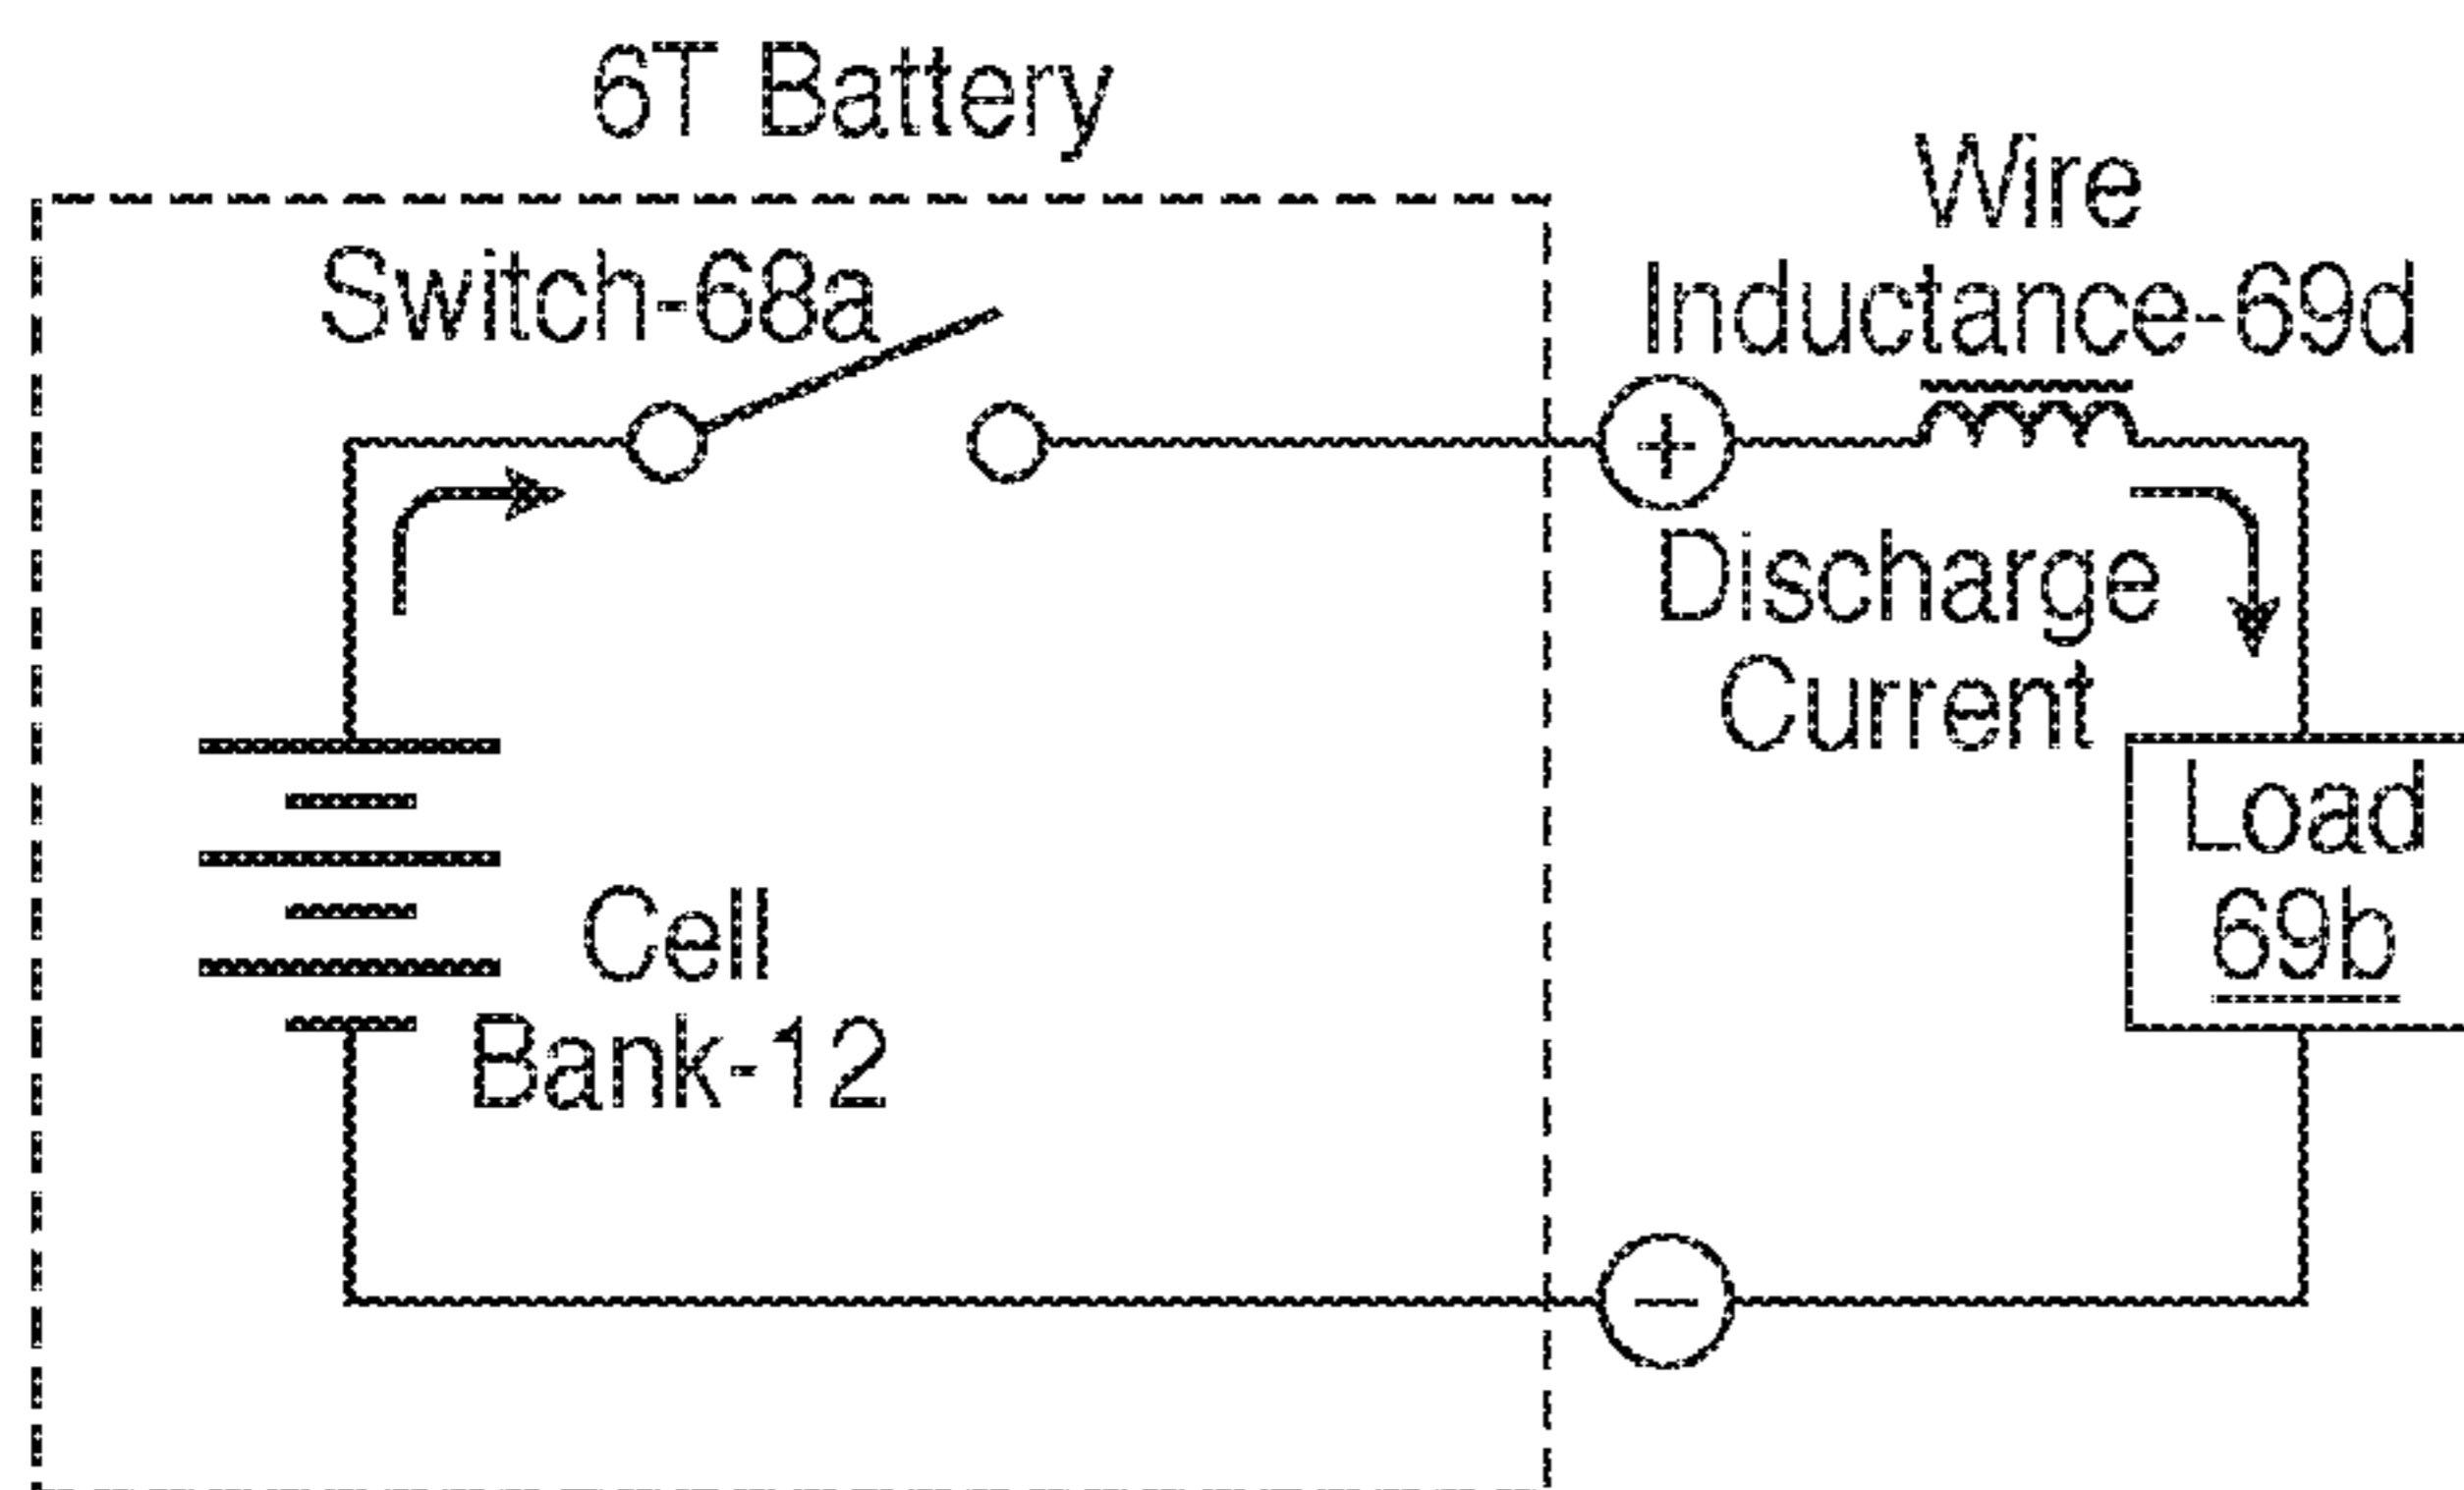 6T Battery
Switch-68a
Wire
Inductance-69d
+
Discharge
Current
Load
69b
Cell
Bank-12
-